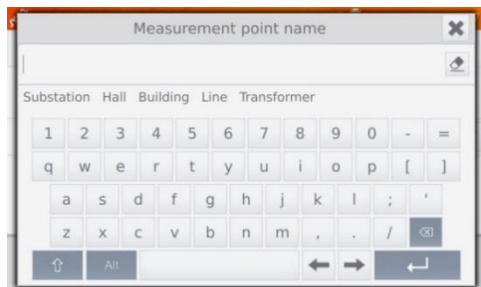 Measurement point name
Substation Hall Building Line Transformer
1 2 3 4 5 6 7 8 9 0 - =
q w e r t y u i o p [ ]
a s d f g h j k l ; '
z x c v b n m , . /
Alt